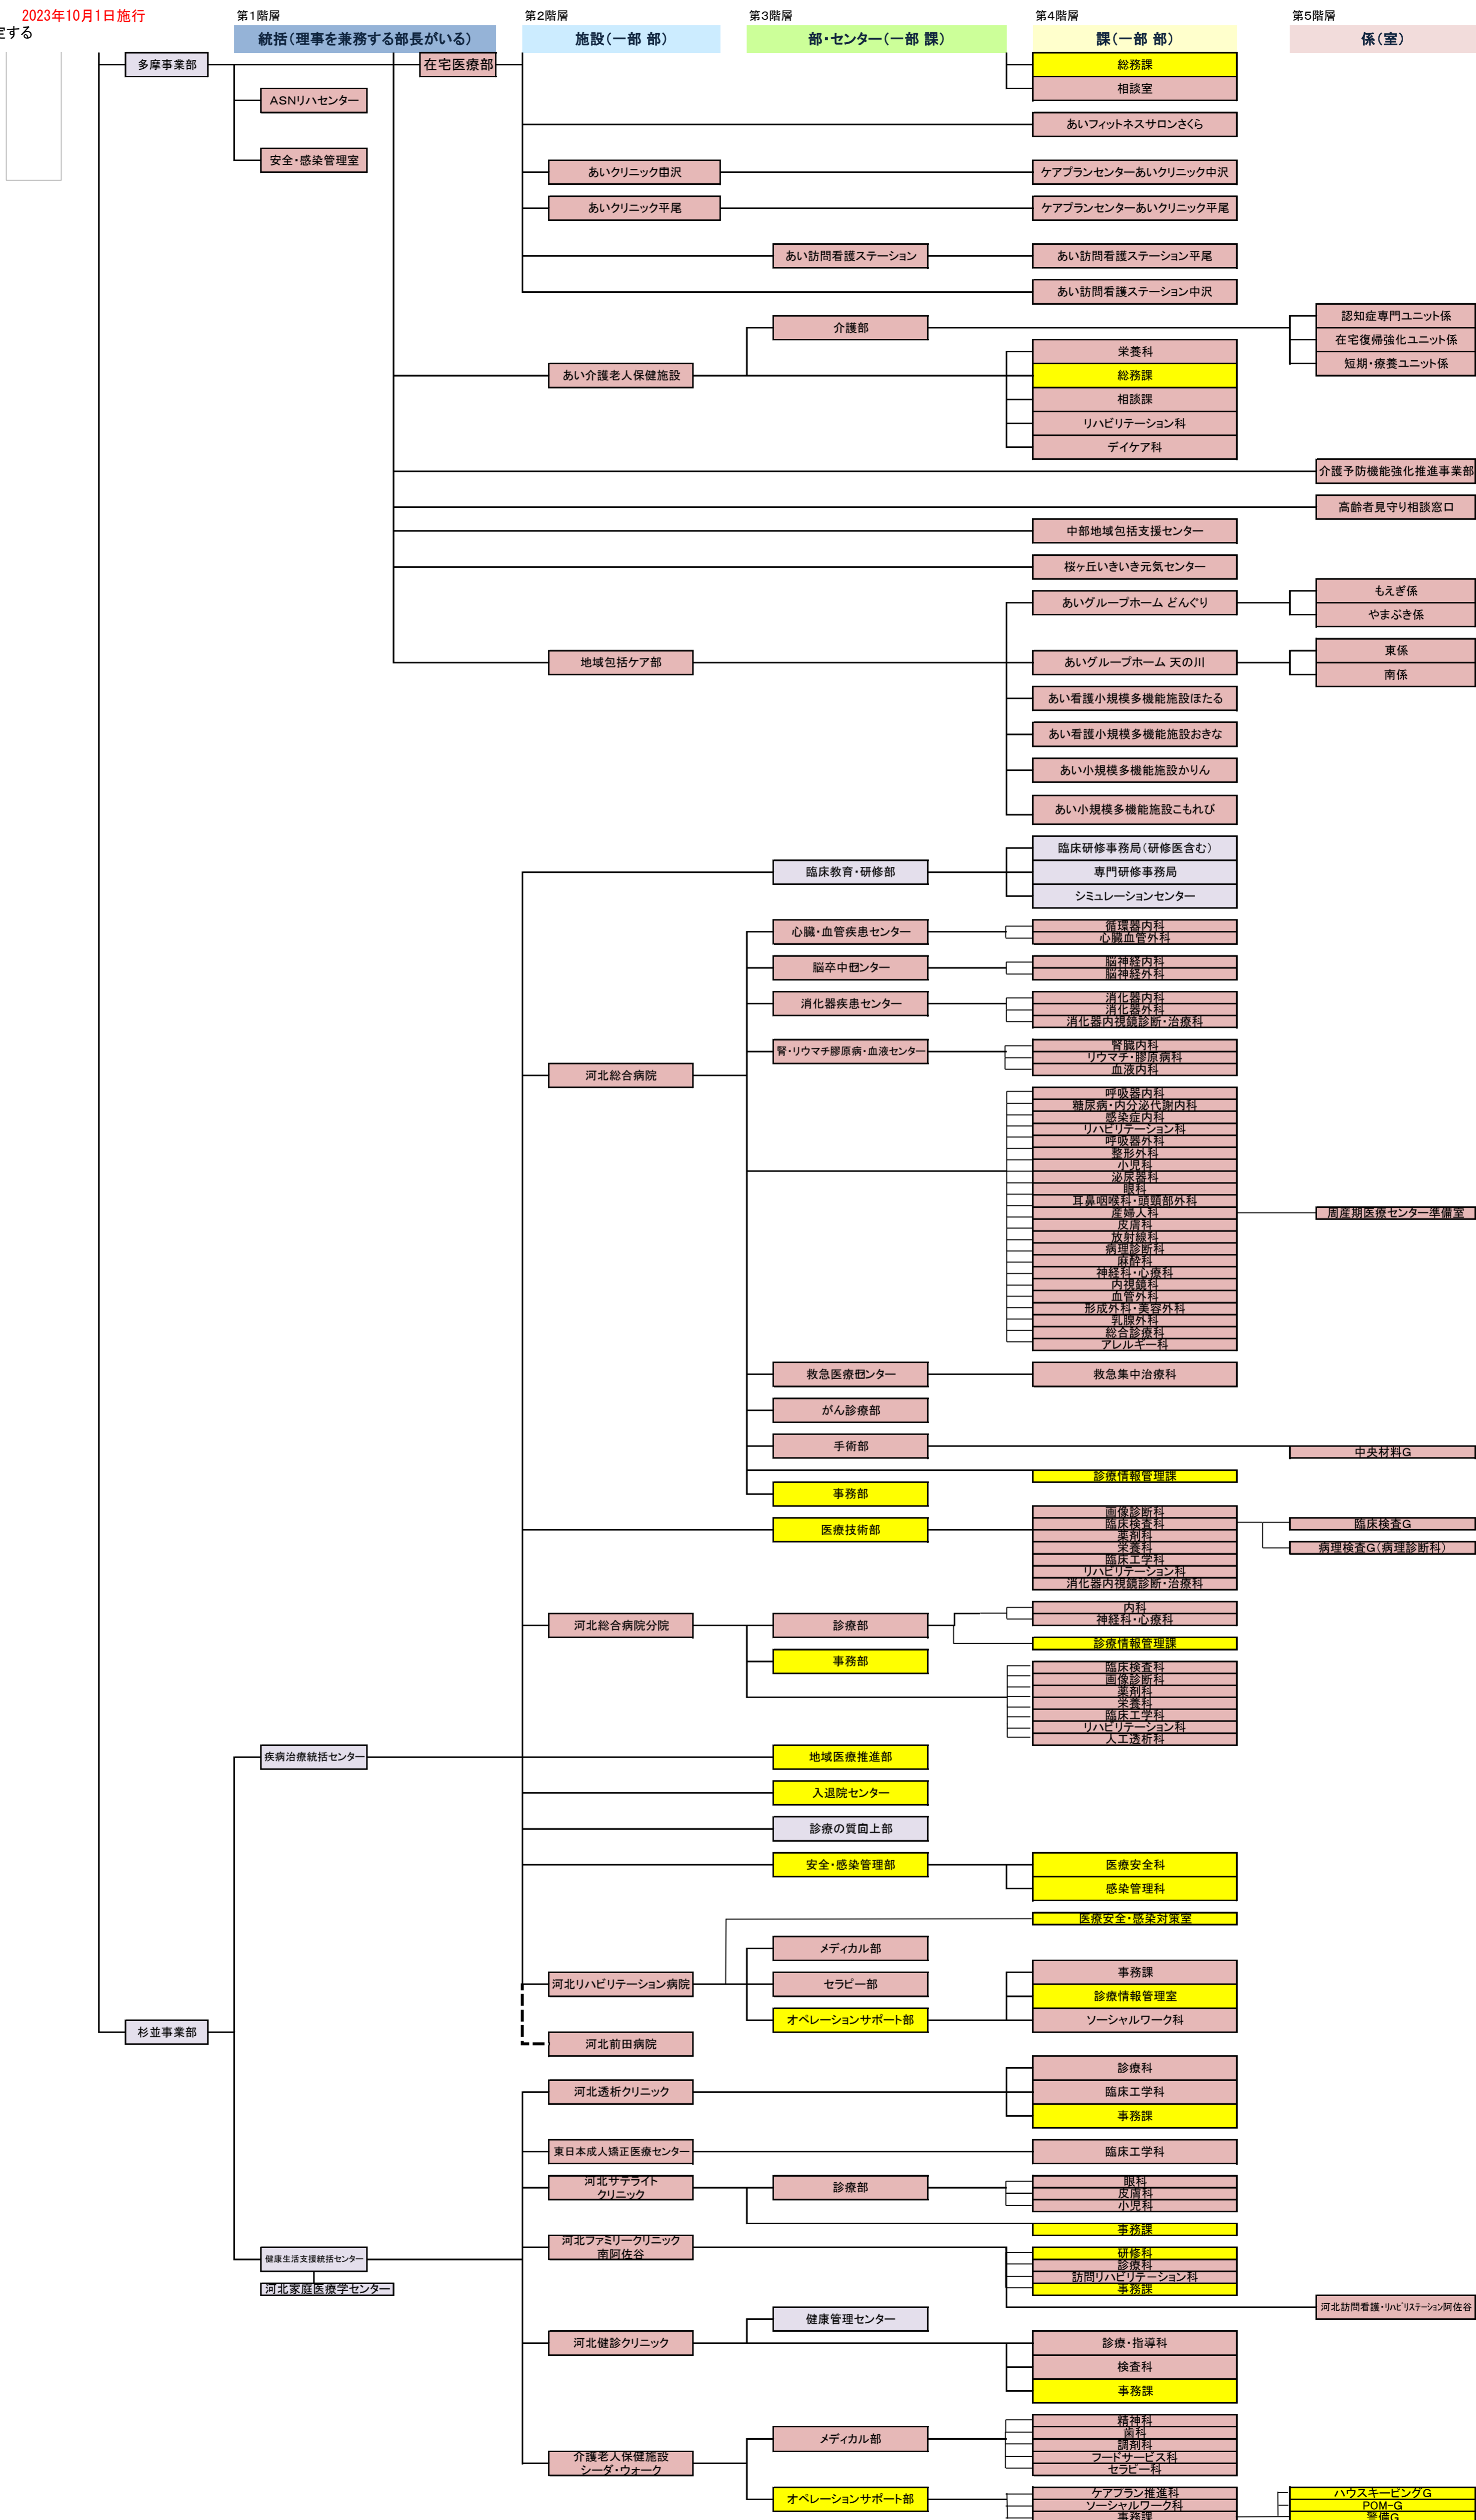 2023年10月1日施行
定する
第1階層
第2階層
第3階層
第4階層
第5階層
統括(理事を兼務する部長がいる)
施設(一部 部)
部・センター(一部 課)
課(一部 部)
係(室)
多摩事業部
在宅医療部
総務課
相談室
ASNリハセンター
あいフィットネスサロンさくら
安全・感染管理室
あいクリニック中沢
ケアプランセンターあいクリニック中沢
あいクリニック平尾
ケアプランセンターあいクリニック平尾
あい訪問看護ステーション
あい訪問看護ステーション平尾
あい訪問看護ステーション中沢
介護部
認知症専門ユニット係
在宅復帰強化ユニット係
短期・療養ユニット係
あい介護老人保健施設
栄養科
総務課
相談課
リハビリテーション科
デイケア科
介護予防機能強化推進事業部
高齢者見守り相談窓口
中部地域包括支援センター
桜ヶ丘いきいき元気センター
あいグループホーム どんぐり
もえぎ係
やまぶき係
地域包括ケア部
あいグループホーム 天の川
東係
南係
あい看護小規模多機能施設ほたる
あい看護小規模多機能施設おきな
あい小規模多機能施設かりん
あい小規模多機能施設こもれび
臨床教育・研修部
臨床研修事務局(研修医含む)
専門研修事務局
シミュレーションセンター
心臓・血管疾患センター
循環器内科
心臓血管外科
脳卒中センター
脳神経内科
脳神経外科
消化器疾患センター
消化器内科
消化器外科
消化器内視鏡診断・治療科
腎・リウマチ膠原病・血液センター
腎臓内科
リウマチ・膠原病科
血液内科
河北総合病院
呼吸器内科
糖尿病・内分泌代謝内科
感染症内科
リハビリテーション科
呼吸器外科
整形外科
小児科
泌尿器科
眼科
耳鼻咽喉科・頭頸部外科
産婦人科
周産期医療センター準備室
皮膚科
放射線科
病理診断科
麻酔科
神経科・心療科
内視鏡科
血管外科
形成外科・美容外科
乳腺外科
総合診療科
アレルギー科
救急医療センター
救急集中治療科
がん診療部
手術部
中央材料G
診療情報管理課
事務部
医療技術部
画像診断科
臨床検査科
薬剤科
栄養科
臨床工学科
リハビリテーション科
消化器内視鏡診断・治療科
臨床検査G
病理検査G(病理診断科)
河北総合病院分院
診療部
内科
神経科・心療科
診療情報管理課
事務部
臨床検査科
画像診断科
薬剤科
栄養科
臨床工学科
リハビリテーション科
人工透析科
疾病治療統括センター
地域医療推進部
入退院センター
診療の質向上部
安全・感染管理部
医療安全科
感染管理科
医療安全・感染対策室
メディカル部
河北リハビリテーション病院
セラピー部
事務課
診療情報管理室
ソーシャルワーク科
オペレーションサポート部
杉並事業部
河北前田病院
河北透析クリニック
診療科
臨床工学科
事務課
東日本成人矯正医療センター
臨床工学科
河北サテライト
クリニック
診療部
眼科
皮膚科
小児科
事務課
河北ファミリークリニック
南阿佐谷
研修科
診療科
訪問リハビリテーション科
事務課
健康生活支援統括センター
河北家庭医療学センター
河北訪問看護・リハビリステーション阿佐谷
健康管理センター
河北健診クリニック
診療・指導科
検査科
事務課
メディカル部
精神科
歯科
調剤科
フードサービス科
セラピー科
介護老人保健施設
シーダ・ウォーク
オペレーションサポート部
ケアプラン推進科
ソーシャルワーク科
事務課
ハウスキーピングG
POM-G
警備G